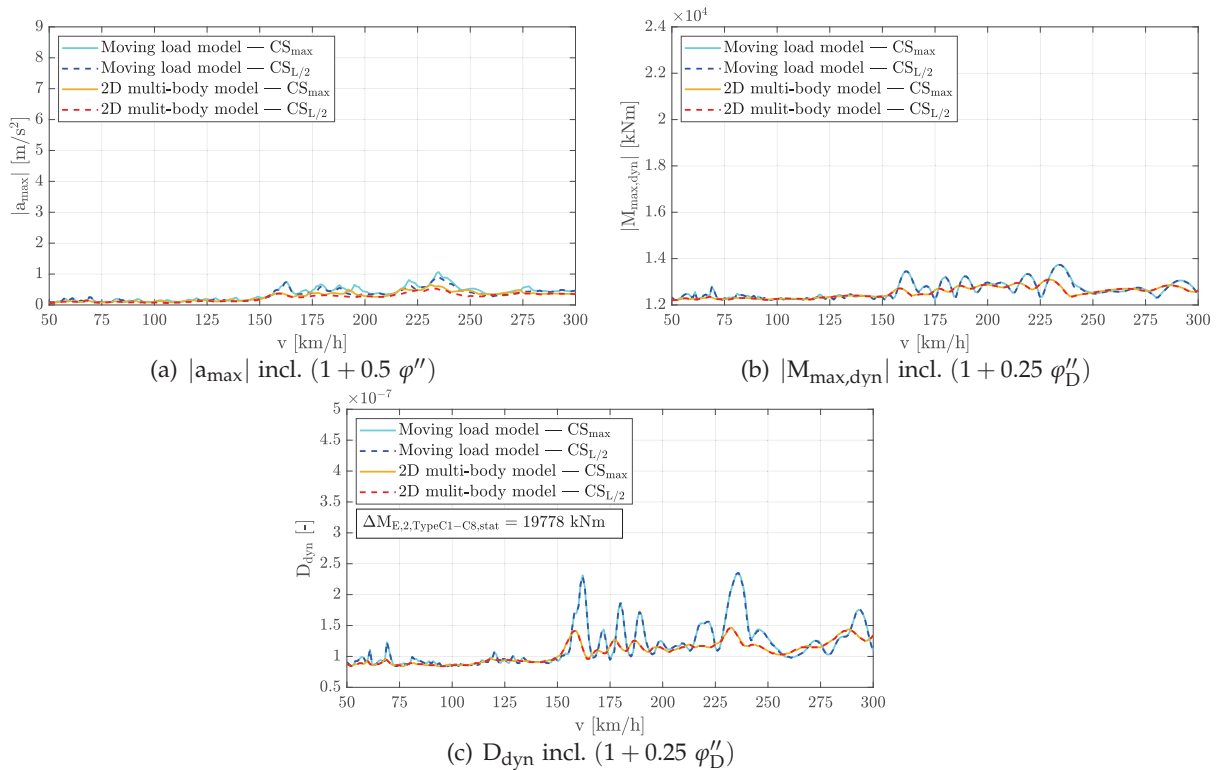 9
8
7
6
5
4
3
2
1
0
|a_max| [m/s²]
Moving load model — CS_max
Moving load model — CS_L/2
2D multi-body model — CS_max
2D mulit-body model — CS_L/2
50 75 100 125 150 175 200 225 250 275 300
v [km/h]
(a) |a_max| incl. (1 + 0.5 φ′′)
×10⁴
2.4
2.2
2
1.8
1.6
1.4
1.2
|M_max,dyn| [kNm]
Moving load model — CS_max
Moving load model — CS_L/2
2D multi-body model — CS_max
2D mulit-body model — CS_L/2
50 75 100 125 150 175 200 225 250 275 300
v [km/h]
(b) |M_max,dyn| incl. (1 + 0.25 φ′′_D)
×10⁻⁷
5
4.5
4
3.5
3
2.5
2
1.5
1
0.5
D_dyn [-]
Moving load model — CS_max
Moving load model — CS_L/2
2D multi-body model — CS_max
2D mulit-body model — CS_L/2
ΔM_E,2,TypeC1−C8,stat = 19778 kNm
50 75 100 125 150 175 200 225 250 275 300
v [km/h]
(c) D_dyn incl. (1 + 0.25 φ′′_D)